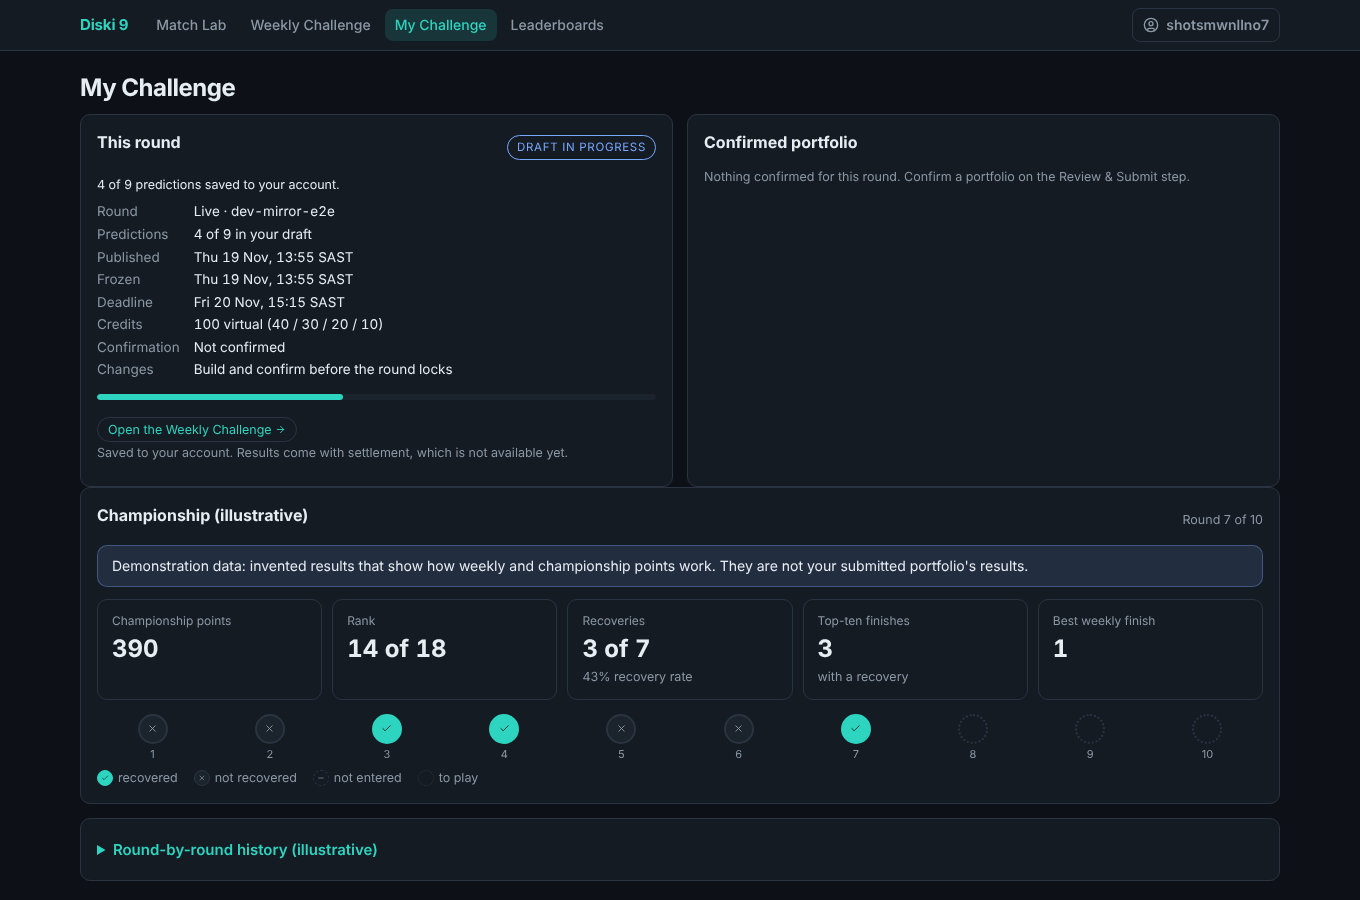 Diski 9
Match Lab
Weekly Challenge
My Challenge
Leaderboards
shotsmwnllno7
My Challenge
This round
DRAFT IN PROGRESS
4 of 9 predictions saved to your account.
Round Live · dev-mirror-e2e
Predictions 4 of 9 in your draft
Published Thu 19 Nov, 13:55 SAST
Frozen Thu 19 Nov, 13:55 SAST
Deadline Fri 20 Nov, 15:15 SAST
Credits 100 virtual (40 / 30 / 20 / 10)
Confirmation Not confirmed
Changes Build and confirm before the round locks
Open the Weekly Challenge →
Saved to your account. Results come with settlement, which is not available yet.
Confirmed portfolio
Nothing confirmed for this round. Confirm a portfolio on the Review & Submit step.
Championship (illustrative)
Round 7 of 10
Demonstration data: invented results that show how weekly and championship points work. They are not your submitted portfolio's results.
Championship points
390
Rank
14 of 18
Recoveries
3 of 7
43% recovery rate
Top-ten finishes
3
with a recovery
Best weekly finish
1
1 2 3 4 5 6 7 8 9 10
recovered not recovered not entered to play
Round-by-round history (illustrative)